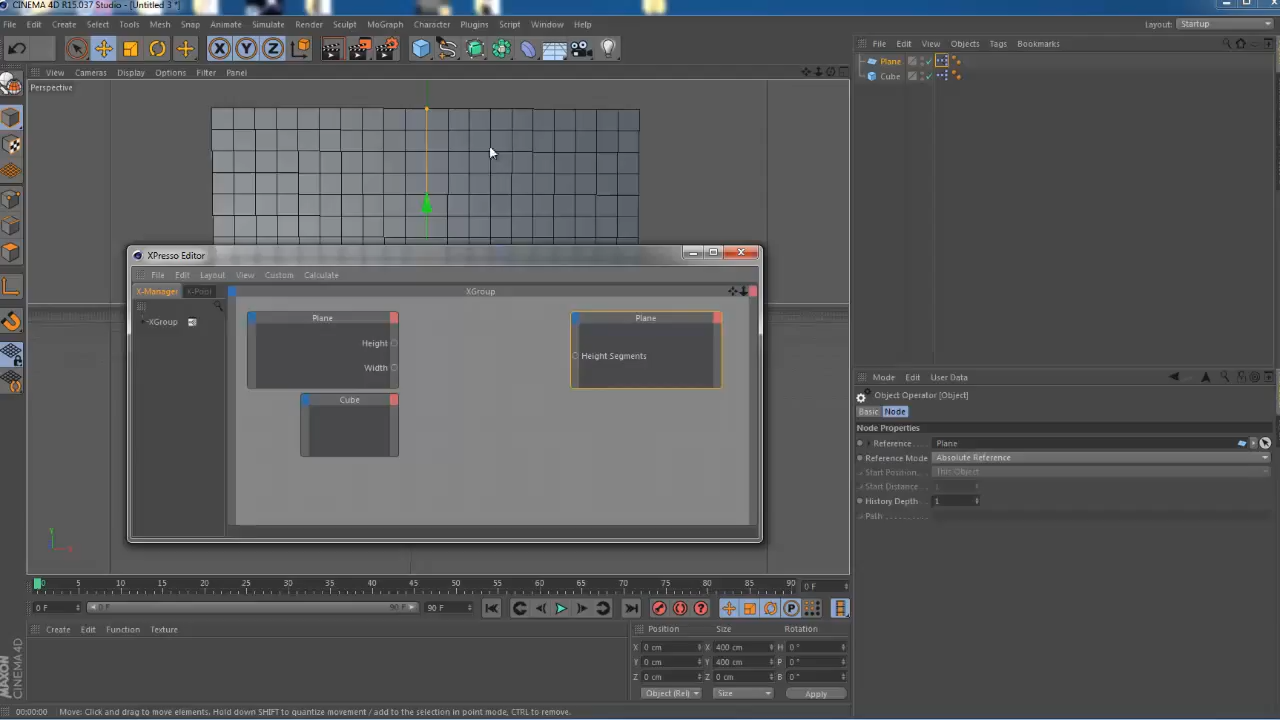 CINEMA 4D R15.037 Studio - [Untitled 3 *]
File Edit Create Select Tools Mesh Snap Animate Simulate Render Sculpt MoGraph Character Plugins Script Window Help
Layout: Startup
File Edit View Objects Tags Bookmarks
Plane
Cube
View Cameras Display Options Filter Panel
Perspective
XPresso Editor
File Edit Layout View Custom Calculate
X-Manager X-Pool
XGroup
XGroup
Plane
Height
Width
Cube
Plane
Height Segments
Mode Edit User Data
Object Operator [Object]
Basic Node
Node Properties
Reference Plane
Reference Mode Absolute Reference
Start Position This Object
Start Distance 1
History Depth 1
Path
0 5 10 15 20 25 30 35 40 45 50 55 60 65 70 75 80 85 90 0 F
0 F 0 F 90 F 90 F
Create Edit Function Texture
Position Size Rotation
X 0 cm X 400 cm H 0 °
Y 0 cm Y 400 cm P 0 °
Z 0 cm Z 0 cm B 0 °
Object (Rel) Size Apply
MAXON CINEMA 4D
00:00:00 Move: Click and drag to move elements. Hold down SHIFT to quantize movement / add to the selection in point mode, CTRL to remove.